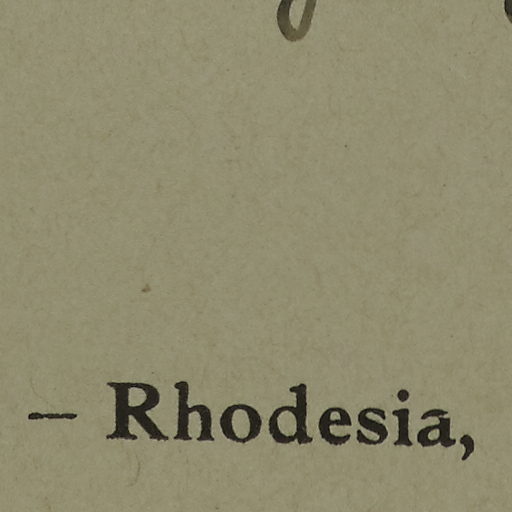 – Rhodesia,